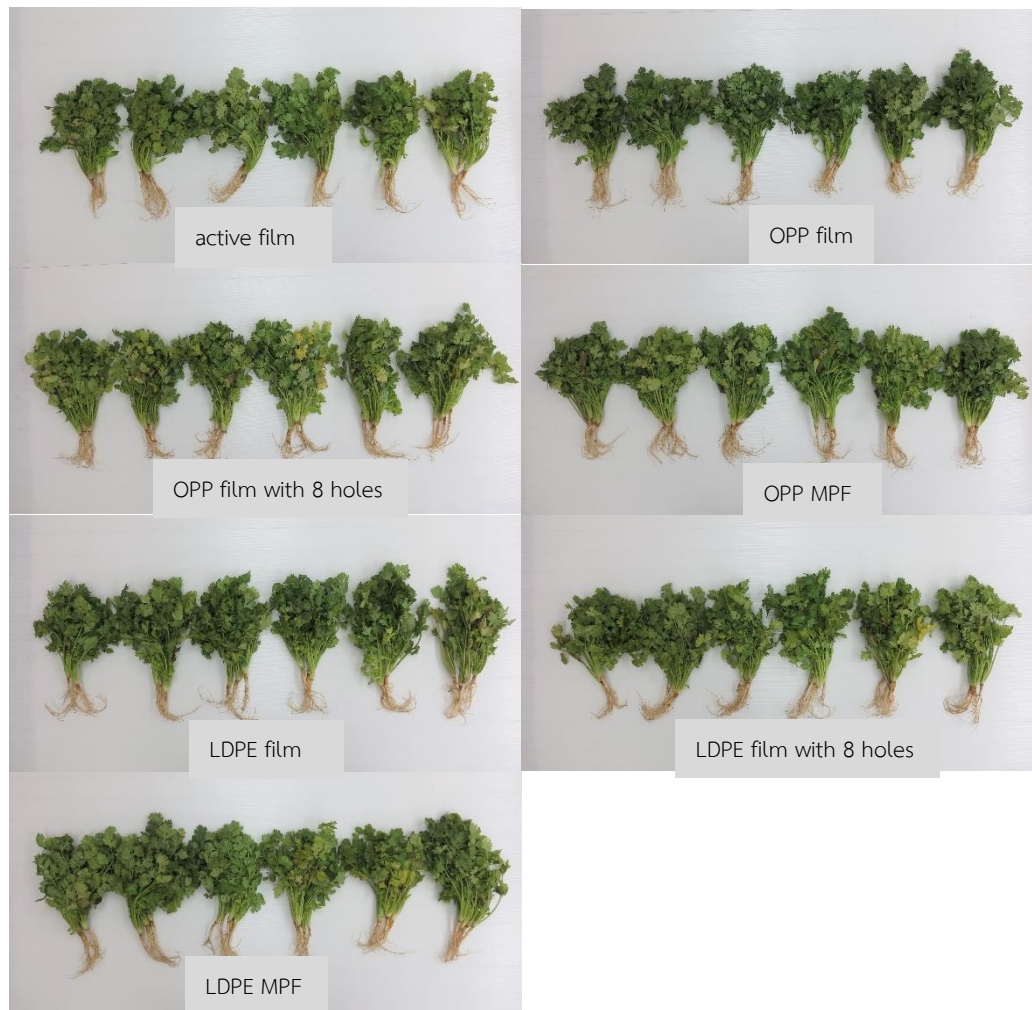 active film
OPP film
OPP film with 8 holes
OPP MPF
LDPE film
LDPE film with 8 holes
LDPE MPF